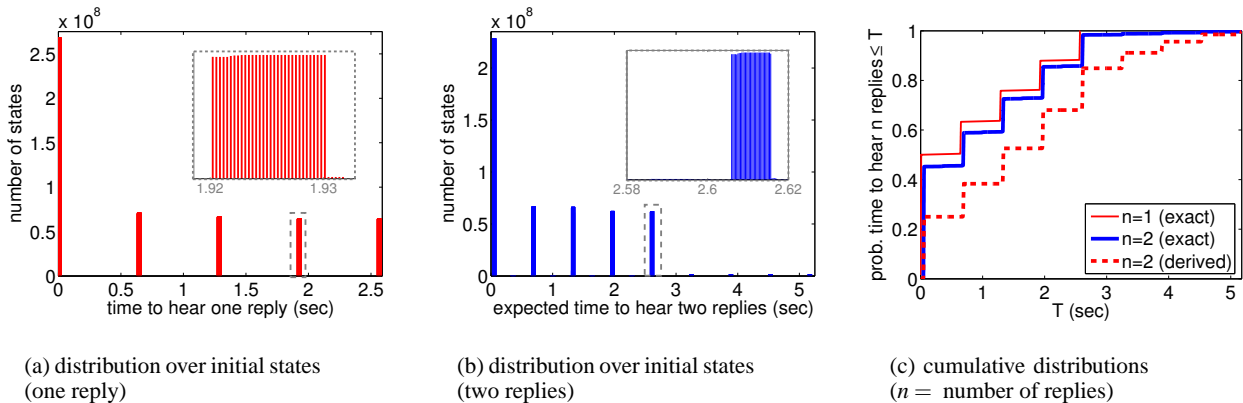 x 10^8
2.5
2
1.5
1
0.5
0
number of states
1.92
1.93
0
0.5
1
1.5
2
2.5
time to hear one reply (sec)
(a) distribution over initial states
(one reply)
x 10^8
2
1.5
1
0.5
0
number of states
2.58
2.6
2.62
0
1
2
3
4
5
expected time to hear two replies (sec)
(b) distribution over initial states
(two replies)
1
0.8
0.6
0.4
0.2
0
prob. time to hear n replies≤ T
n=1 (exact)
n=2 (exact)
n=2 (derived)
0
1
2
3
4
5
T (sec)
(c) cumulative distributions
(n = number of replies)